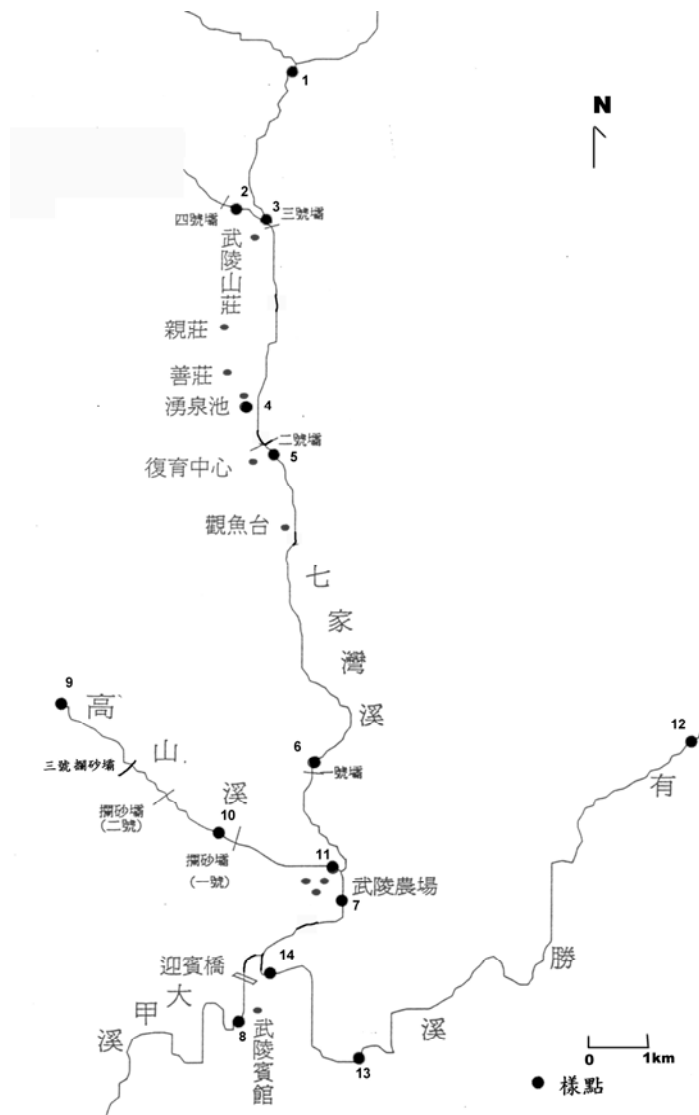 1
N
2
3
四號壩
三號壩
武陵山莊
親莊
善莊
湧泉池
4
二號壩
5
復育中心
觀魚台
七家灣溪
9
高山溪
12
6
三號攔砂壩
一號壩
有勝溪
攔砂壩
(二號)
10
攔砂壩
(一號)
11
武陵農場
7
14
迎賓橋
大甲溪
8
武陵賓館
13
0
1km
樣點